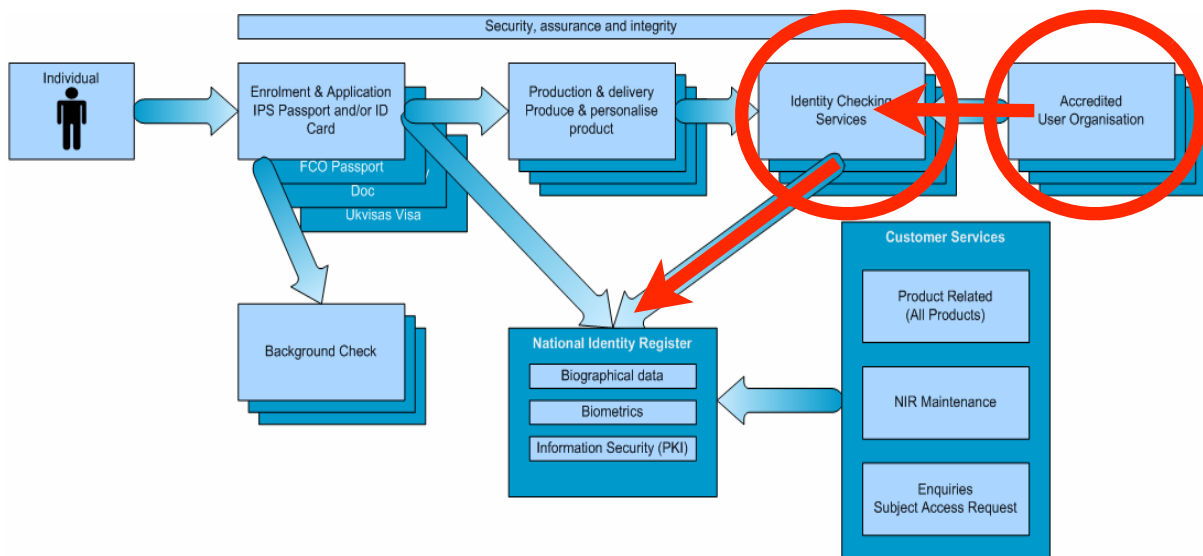 Security, assurance and integrity
Individual
Enrolment & Application
IPS Passport and/or ID
Card
FCO Passport
Doc
Ukvisas Visa
Production & delivery
Produce & personalise
product
Identity Checking
Services
Accredited
User Organisation
Background Check
National Identity Register
Biographical data
Biometrics
Information Security (PKI)
Customer Services
Product Related
(All Products)
NIR Maintenance
Enquiries
Subject Access Request